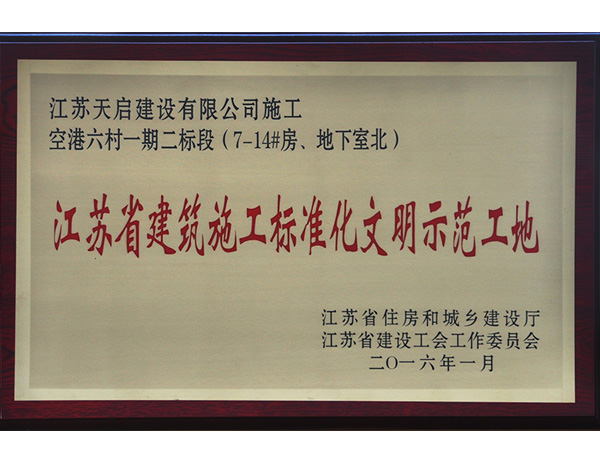 江苏天启建设有限公司施工
空港六村一期二标段（7-14#房、地下室北）
江苏省建筑施工标准化文明示范工地
江苏省住房和城乡建设厅
江苏省建设工会工作委员会
二〇一六年一月